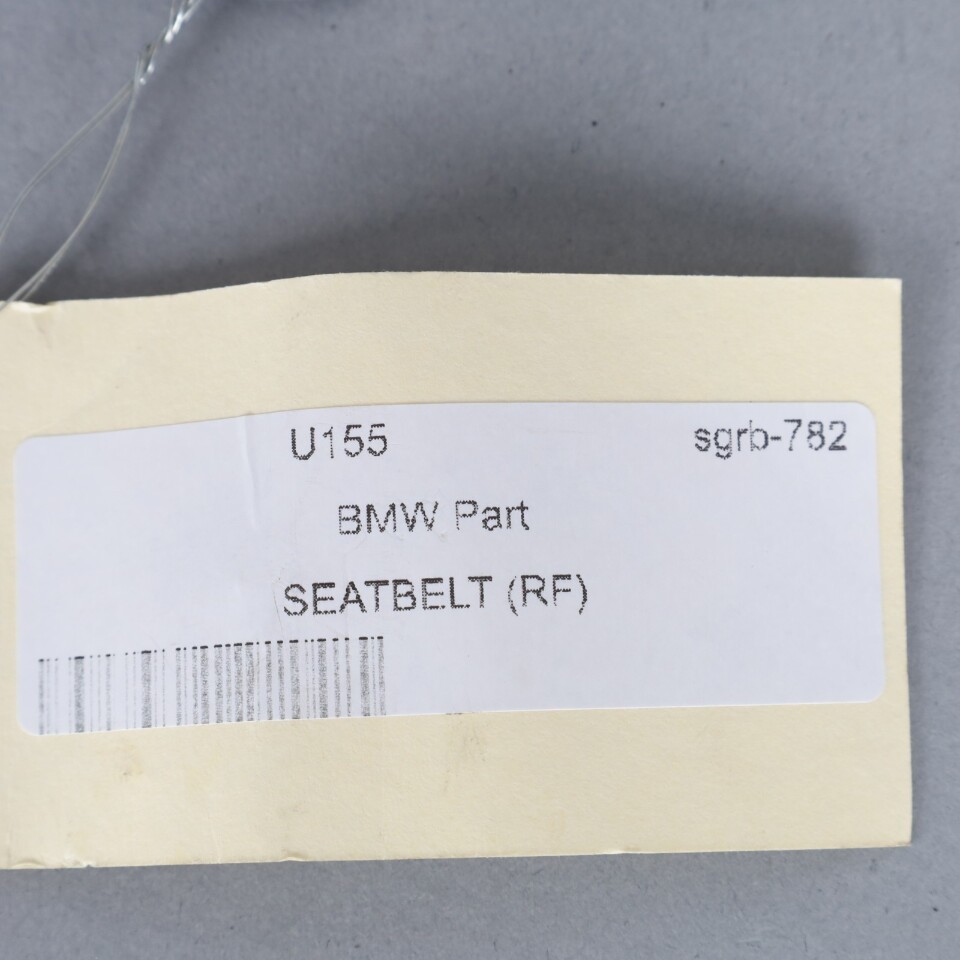 U155 sgrb-782
BMW Part
SEATBELT (RF)